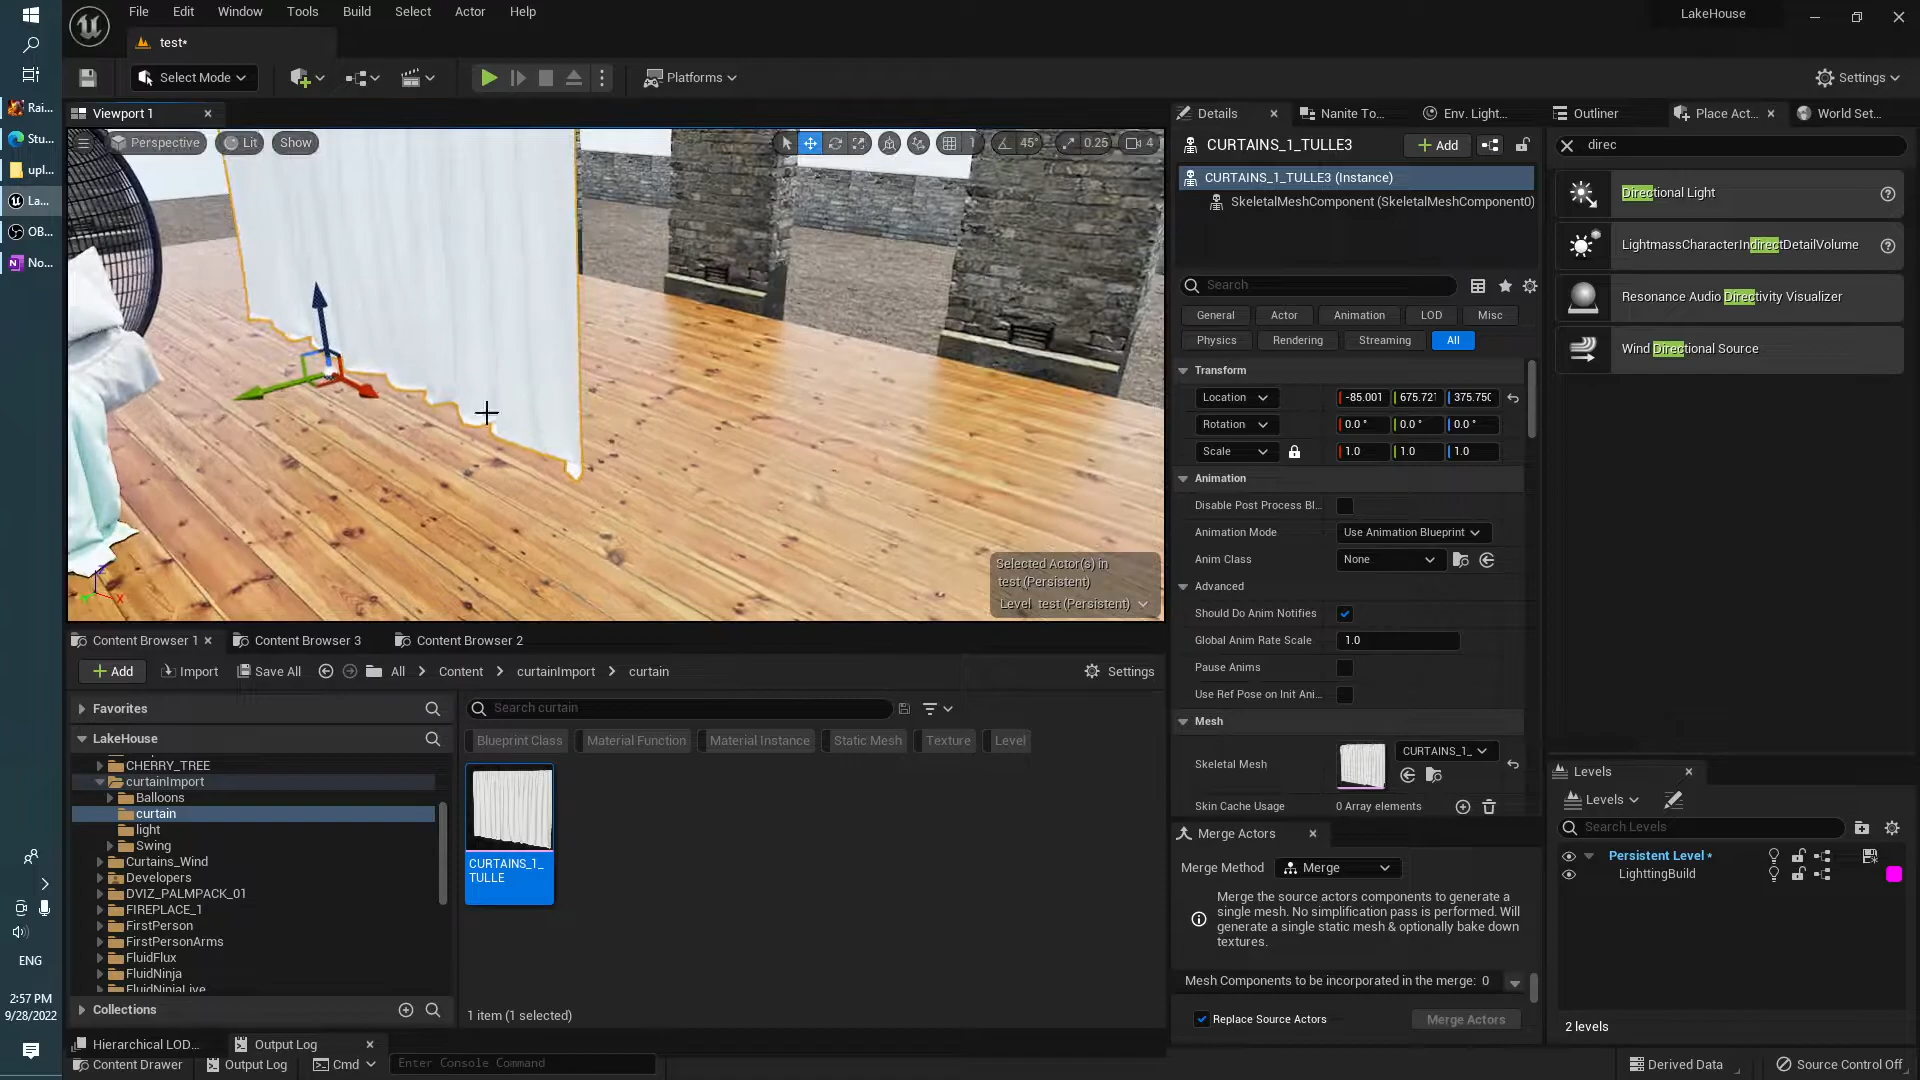 File Edit Window Tools Build Select Actor Help
LakeHouse
test*
Select Mode
Platforms
Settings
Viewport 1
Perspective Lit Show
1 45° 0.25 4
Selected Actor(s) in
test (Persistent)
Level test (Persistent)
Details Nanite To... Env. Light...
CURTAINS_1_TULLE3
Add
CURTAINS_1_TULLE3 (Instance)
SkeletalMeshComponent (SkeletalMeshComponent0)
Search
General Actor Animation LOD Misc
Physics Rendering Streaming All
Transform
Location -85.001 675.72 375.75
Rotation 0.0 ° 0.0 ° 0.0 °
Scale 1.0 1.0 1.0
Animation
Disable Post Process Bl...
Animation Mode Use Animation Blueprint
Anim Class None
Advanced
Should Do Anim Notifies
Global Anim Rate Scale 1.0
Pause Anims
Use Ref Pose on Init Ani...
Mesh
Skeletal Mesh CURTAINS_1_
Skin Cache Usage 0 Array elements
Merge Actors
Merge Method Merge
Merge the source actors components to generate a
single mesh. No simplification pass is performed. Will
generate a single static mesh & optionally bake down
textures.
Mesh Components to be incorporated in the merge: 0
Replace Source Actors Merge Actors
Outliner Place Act... World Set...
direc
Directional Light
LightmassCharacterIndirectDetailVolume
Resonance Audio Directivity Visualizer
Wind Directional Source
Levels
Levels
Search Levels
Persistent Level *
LighttingBuild
2 levels
Content Browser 1 Content Browser 3 Content Browser 2
Add Import Save All All Content curtainImport curtain Settings
Favorites
LakeHouse
CHERRY_TREE
curtainImport
Balloons
curtain
light
Swing
Curtains_Wind
Developers
DVIZ_PALMPACK_01
FIREPLACE_1
FirstPerson
FirstPersonArms
FluidFlux
FluidNinja
FluidNinjaLive
Collections
Search curtain
Blueprint Class Material Function Material Instance Static Mesh Texture Level
CURTAINS_1_
TULLE
1 item (1 selected)
Hierarchical LOD... Output Log
Content Drawer Output Log Cmd Enter Console Command
Derived Data Source Control Off
Rai...
Stu...
upl...
La...
OB...
No...
ENG
2:57 PM
9/28/2022